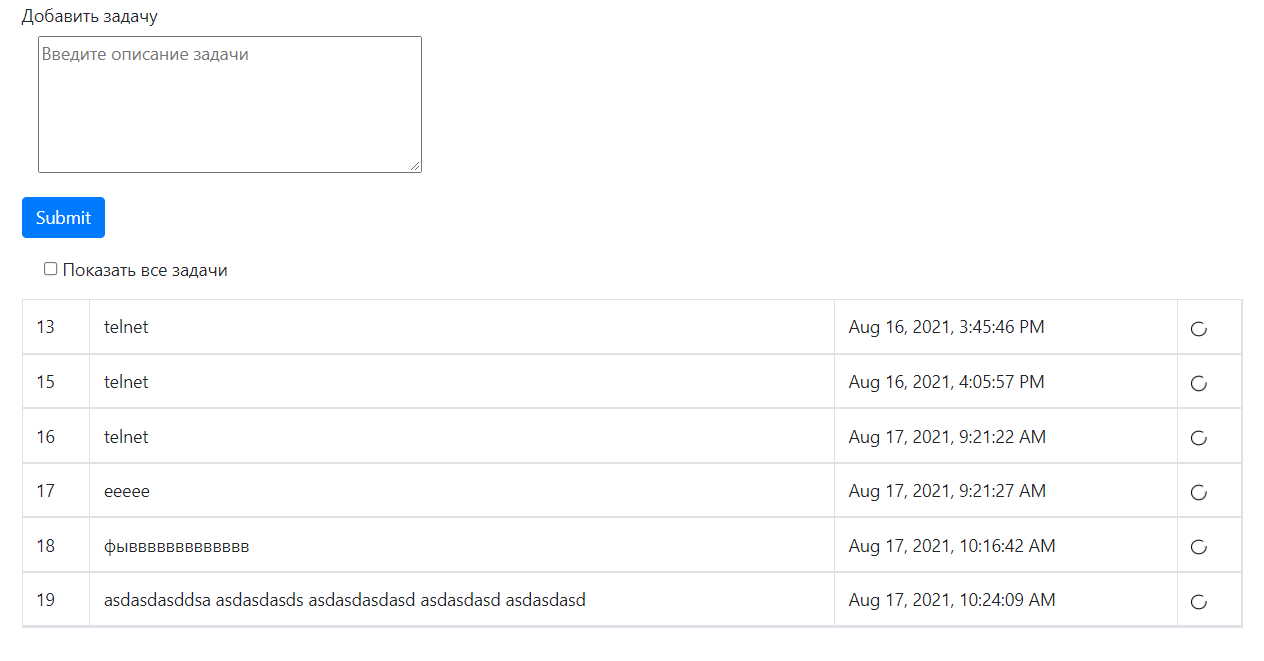 Добавить задачу
Введите описание задачи
Submit
Показать все задачи
13 telnet Aug 16, 2021, 3:45:46 PM
15 telnet Aug 16, 2021, 4:05:57 PM
16 telnet Aug 17, 2021, 9:21:22 AM
17 eeeee Aug 17, 2021, 9:21:27 AM
18 фыввввввввввввв Aug 17, 2021, 10:16:42 AM
19 asdasdasddsa asdasdasds asdasdasdasd asdasdasd asdasdasd Aug 17, 2021, 10:24:09 AM